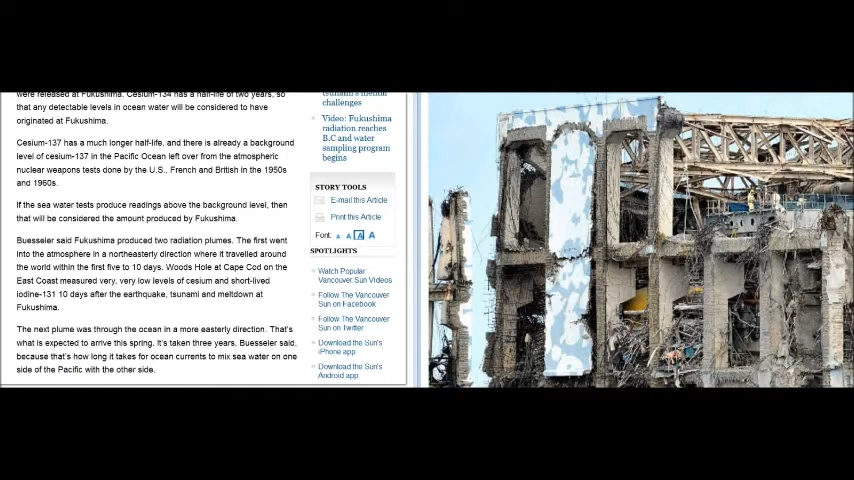 were released at Fukushima. Cesium-134 has a half-life of two years, so
that any detectable levels in ocean water will be considered to have
originated at Fukushima.
Cesium-137 has a much longer half-life, and there is already a background
level of cesium-137 in the Pacific Ocean left over from the atmospheric
nuclear weapons tests done by the U.S., French and British in the 1950s
and 1960s.
If the sea water tests produce readings above the background level, then
that will be considered the amount produced by Fukushima.
Buesseler said Fukushima produced two radiation plumes. The first went
into the atmosphere in a northeasterly direction where it travelled around
the world within the first five to 10 days. Woods Hole at Cape Cod on the
East Coast measured very, very low levels of cesium and short-lived
iodine-131 10 days after the earthquake, tsunami and meltdown at
Fukushima.
The next plume was through the ocean in a more easterly direction. That's
what is expected to arrive this spring. It's taken three years, Buesseler said,
because that's how long it takes for ocean currents to mix sea water on one
side of the Pacific with the other side.
tsunami's mental
challenges
Video: Fukushima
radiation reaches
B.C and water
sampling program
begins
STORY TOOLS
E-mail this Article
Print this Article
Font: A A A A
SPOTLIGHTS
Watch Popular
Vancouver Sun Videos
Follow The Vancouver
Sun on Facebook
Follow The Vancouver
Sun on Twitter
Download the Sun's
iPhone app
Download the Sun's
Android app